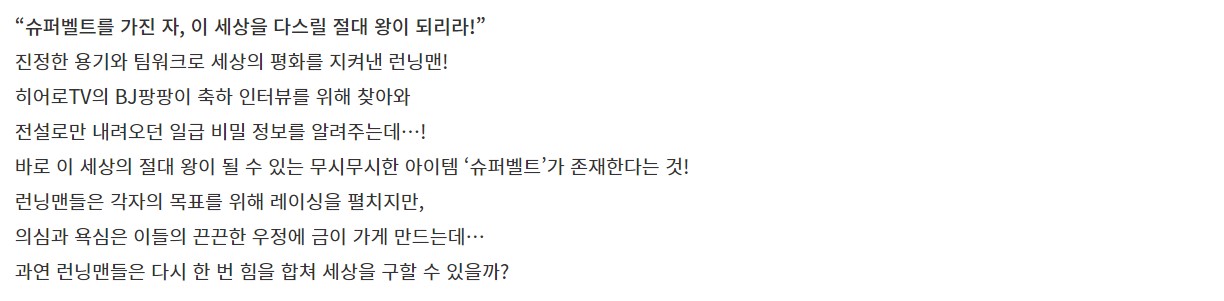 “슈퍼벨트를 가진 자, 이 세상을 다스릴 절대 왕이 되리라!”
진정한 용기와 팀워크로 세상의 평화를 지켜낸 런닝맨!
히어로TV의 BJ팡팡이 축하 인터뷰를 위해 찾아와
전설로만 내려오던 일급 비밀 정보를 알려주는데…!
바로 이 세상의 절대 왕이 될 수 있는 무시무시한 아이템 ‘슈퍼벨트’가 존재한다는 것!
런닝맨들은 각자의 목표를 위해 레이싱을 펼치지만,
의심과 욕심은 이들의 끈끈한 우정에 금이 가게 만드는데…
과연 런닝맨들은 다시 한 번 힘을 합쳐 세상을 구할 수 있을까?